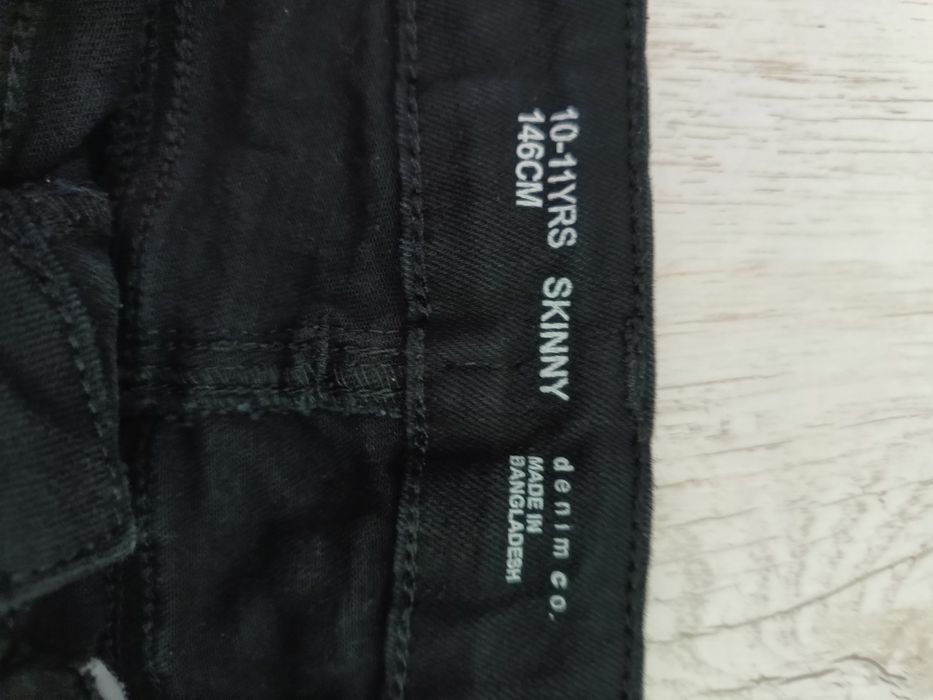 10-11YRS SKINNY
146CM
denim co.
MADE IN
BANGLADESH